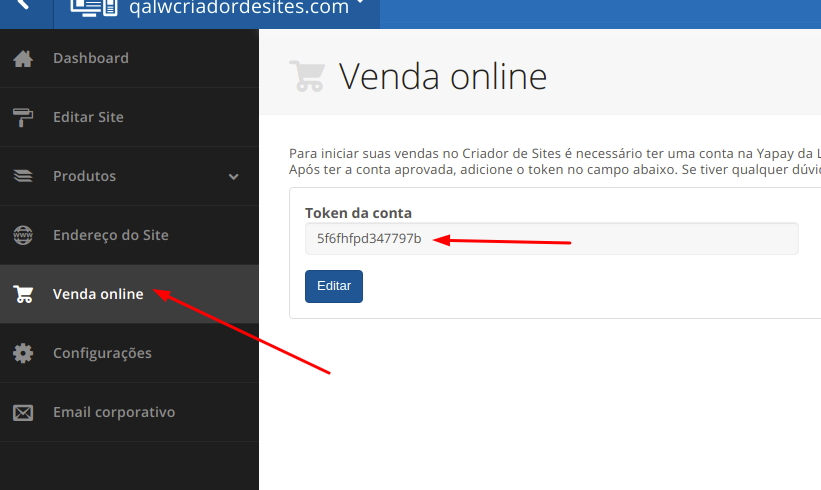 qalwcriadordesites.com
Dashboard
Editar Site
Produtos
www
Endereço do Site
Venda online
Configurações
Email corporativo
Venda online
Para iniciar suas vendas no Criador de Sites é necessário ter uma conta na Yapay da L
Após ter a conta aprovada, adicione o token no campo abaixo. Se tiver qualquer dúvi
Token da conta
5f6fhfpd347797b
Editar